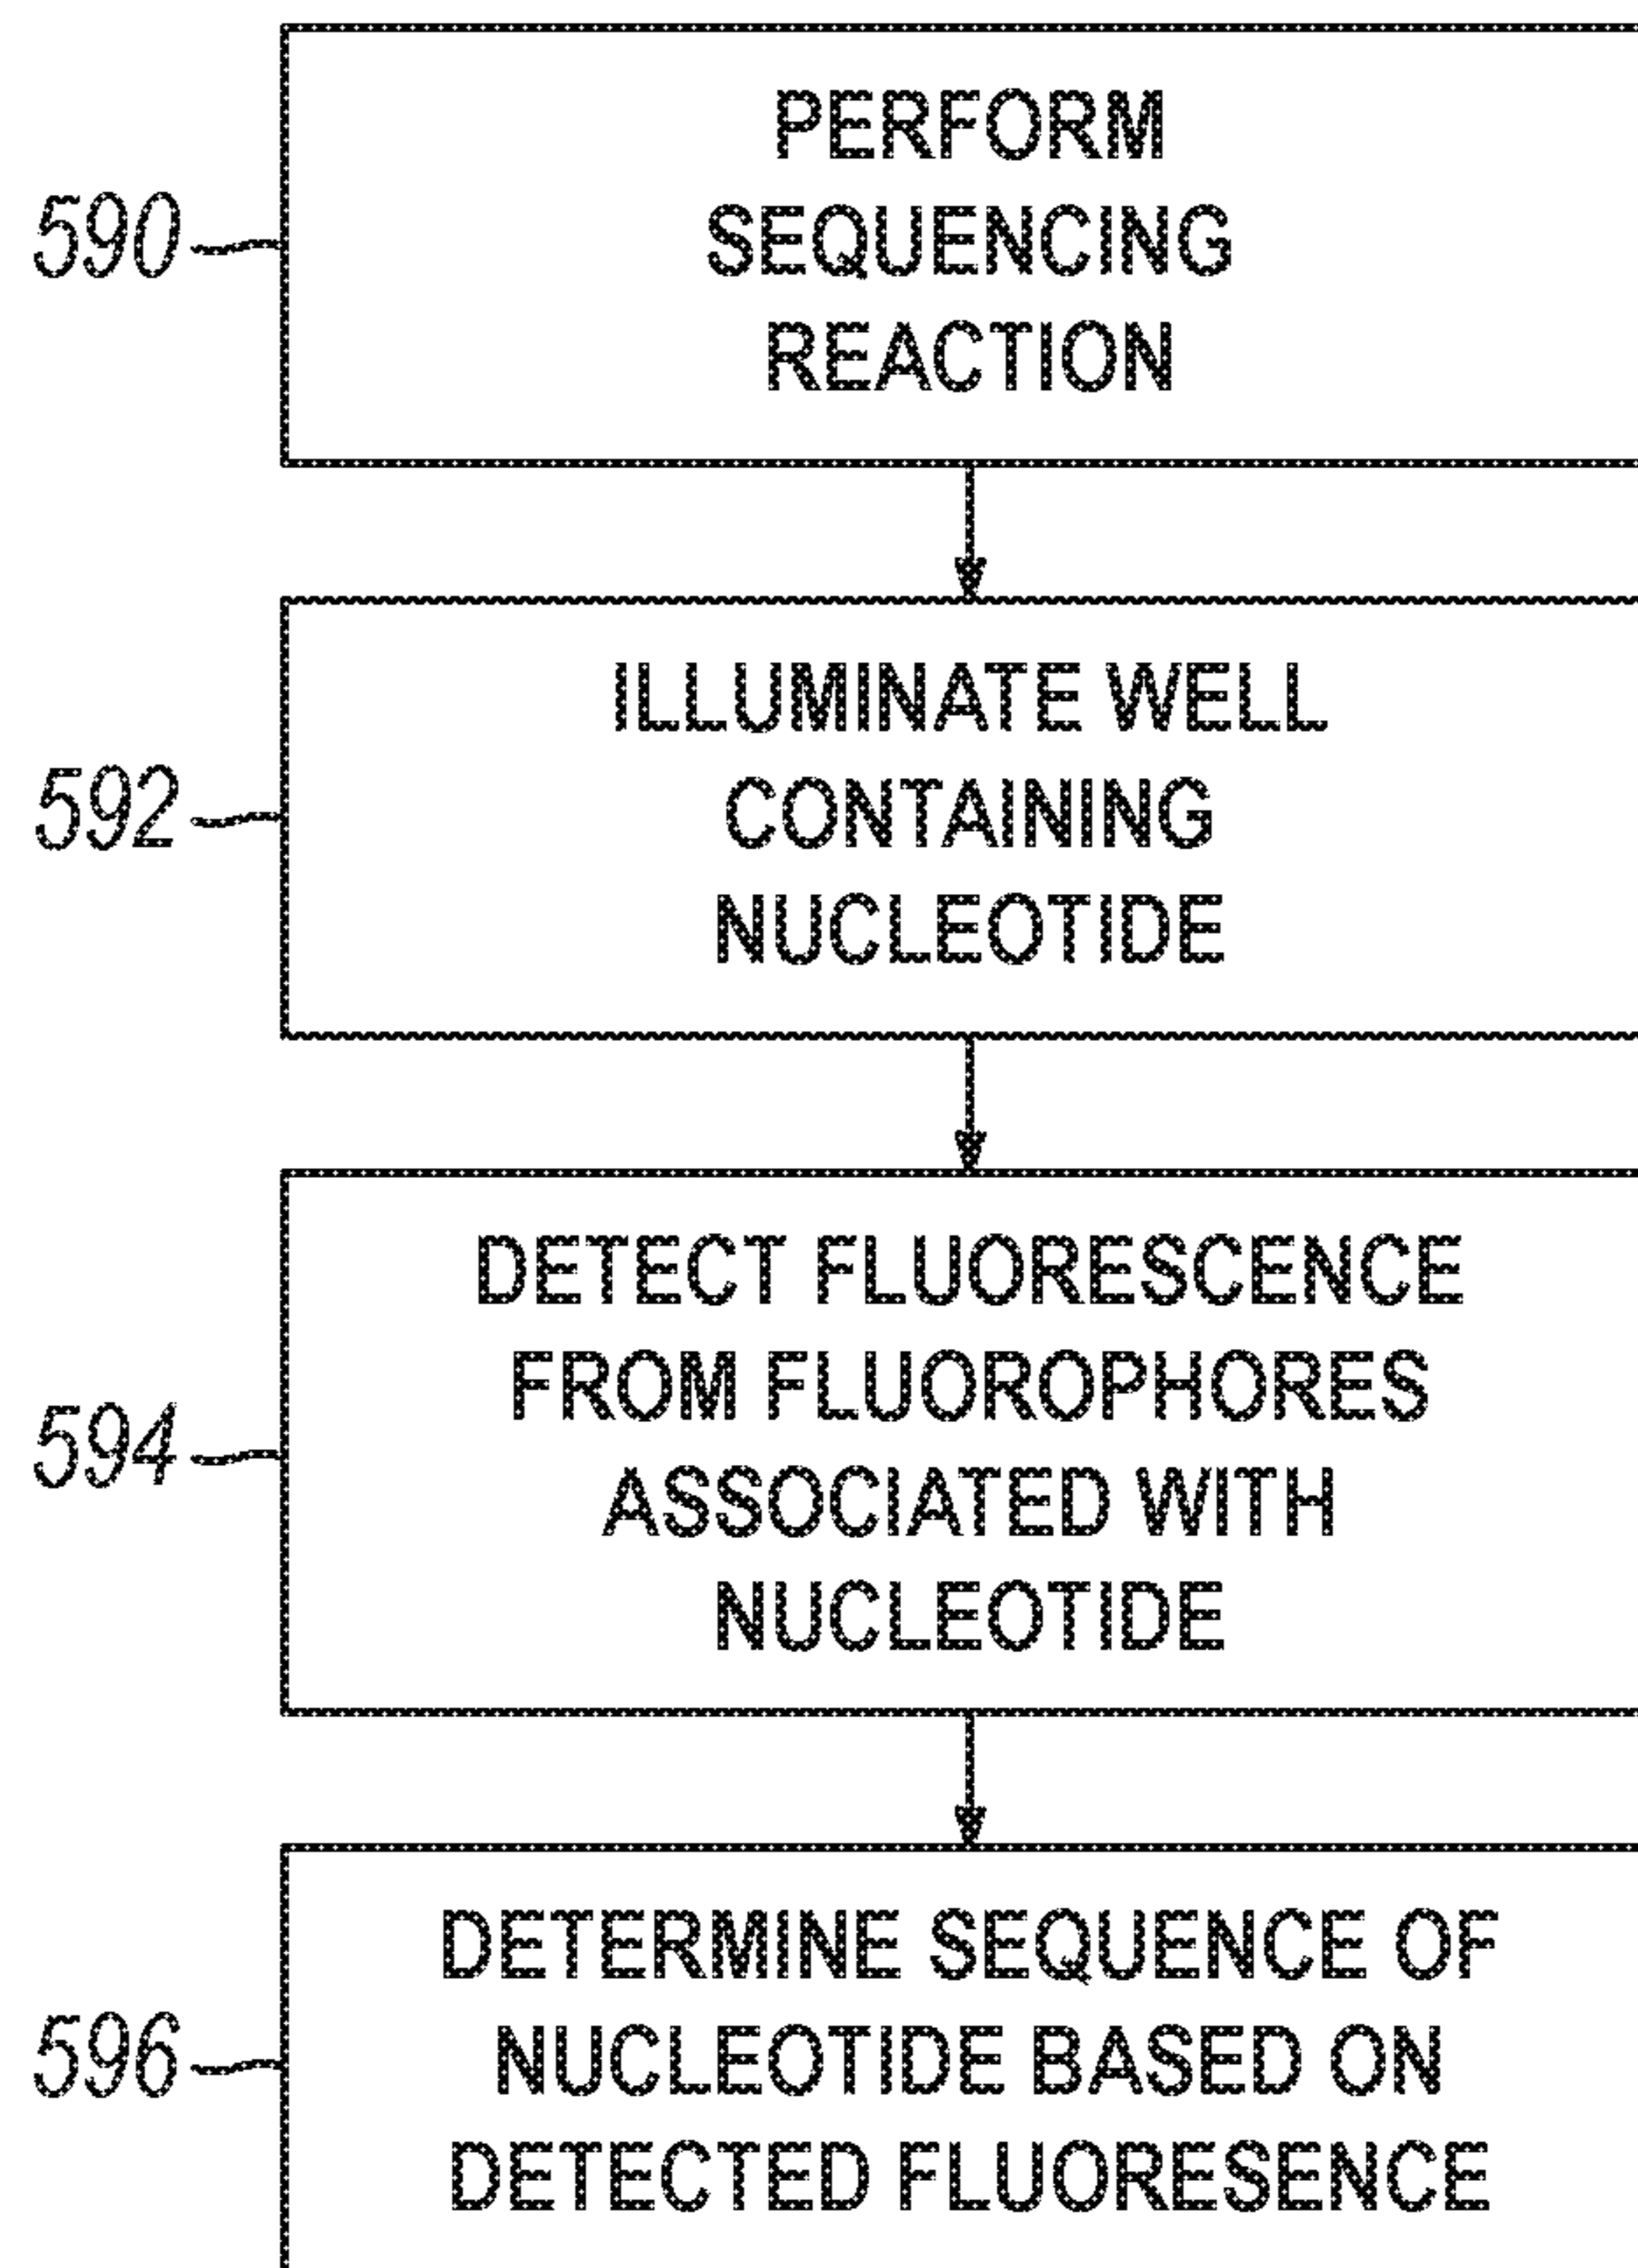 590
PERFORM
SEQUENCING
REACTION
592
ILLUMINATE WELL
CONTAINING
NUCLEOTIDE
594
DETECT FLUORESCENCE
FROM FLUOROPHORES
ASSOCIATED WITH
NUCLEOTIDE
596
DETERMINE SEQUENCE OF
NUCLEOTIDE BASED ON
DETECTED FLUORESENCE